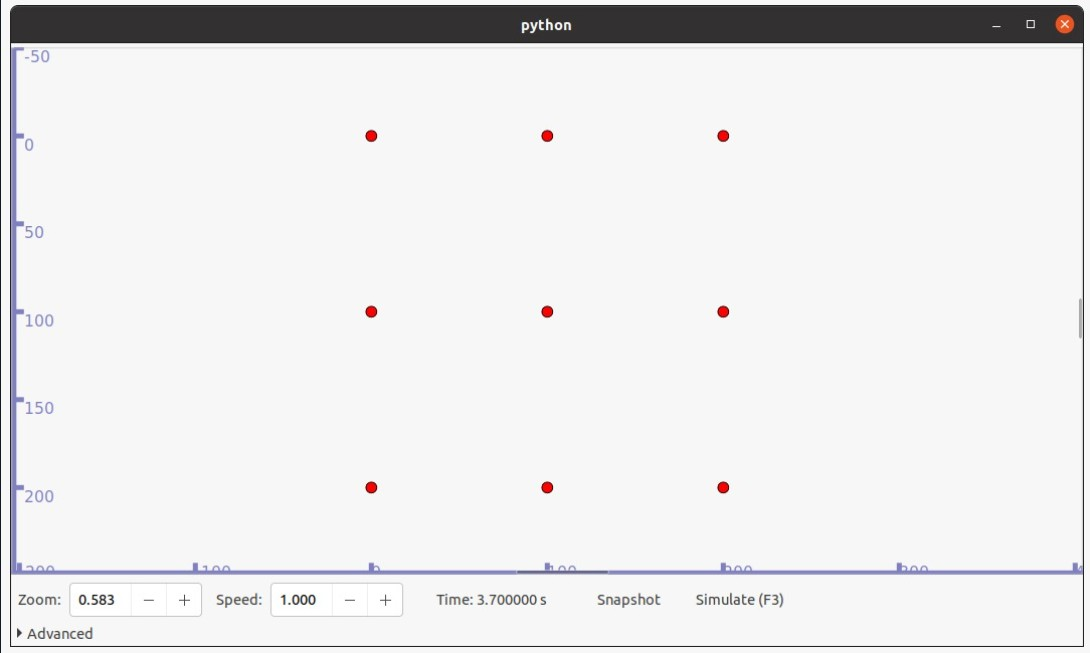 python
-50
0
50
100
150
200
Zoom: 0.583 − + Speed: 1.000 − + Time: 3.700000 s Snapshot Simulate (F3)
Advanced